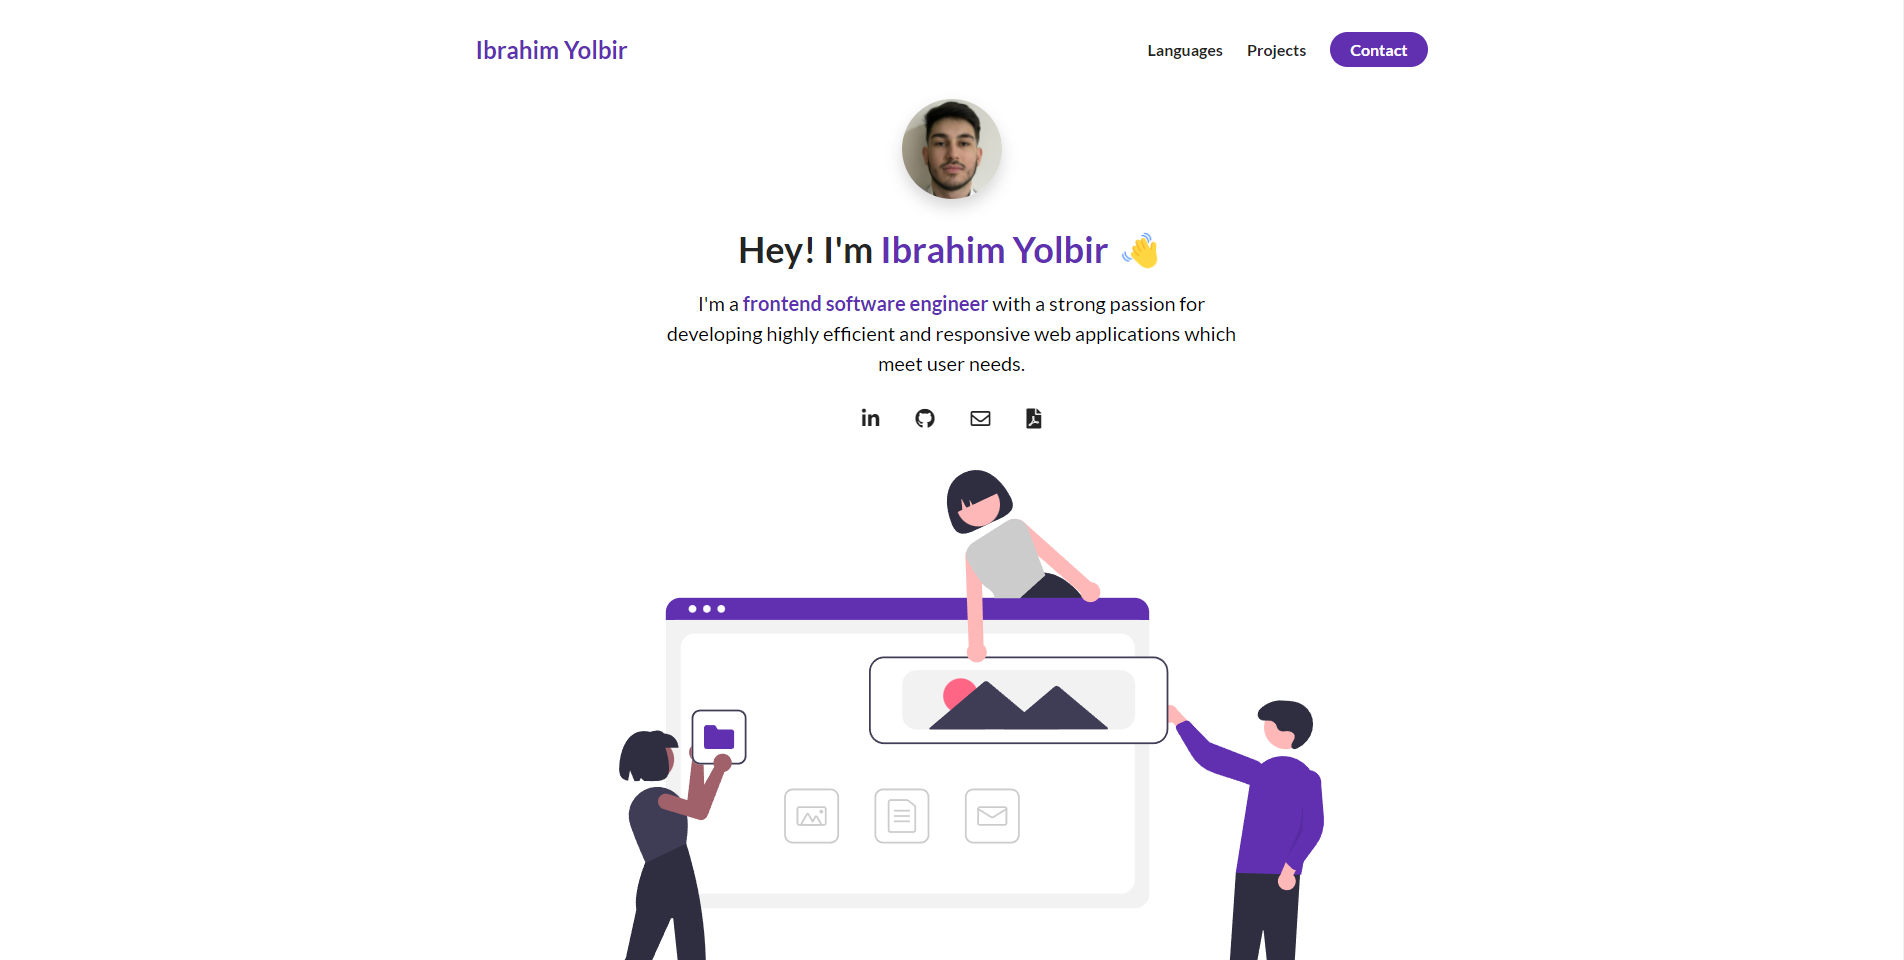 Ibrahim Yolbir
Languages Projects Contact
Hey! I'm Ibrahim Yolbir 👋
I'm a frontend software engineer with a strong passion for
developing highly efficient and responsive web applications which
meet user needs.